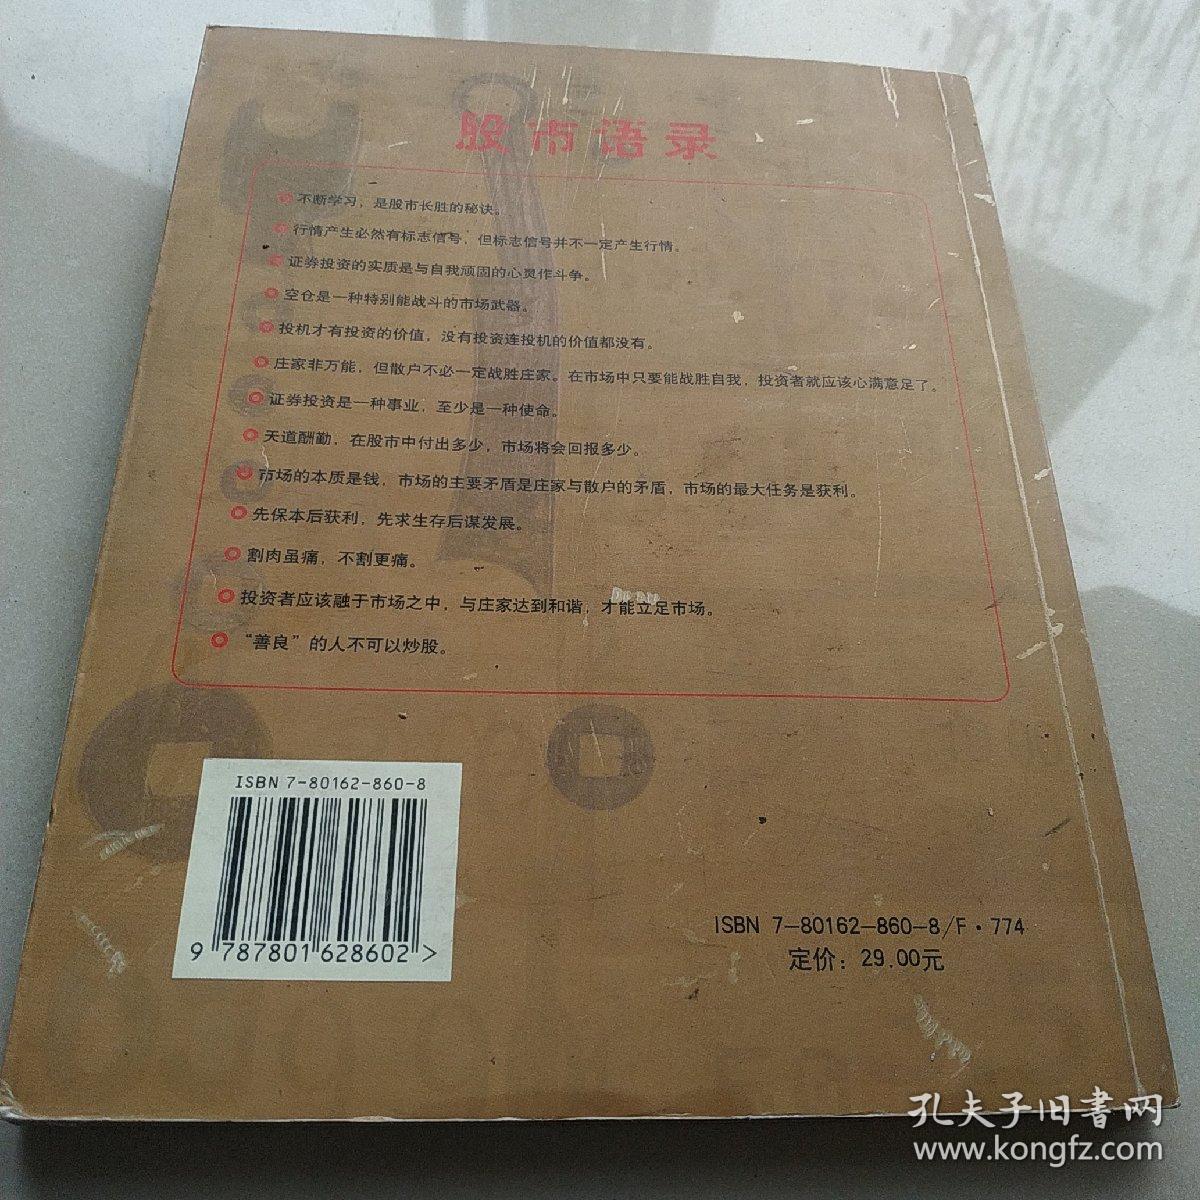 股市语录
不断学习，是股市长胜的秘诀。
行情产生必然有标志信号，但标志信号并不一定产生行情。
证券投资的实质是与自我顽固的心灵作斗争。
空仓是一种特别能战斗的市场武器。
投机才有投资的价值，没有投资连投机的价值都没有。
庄家非万能，但散户不必一定战胜庄家。在市场中只要能战胜自我，投资者就应该心满意足了。
证券投资是一种事业，至少是一种使命。
天道酬勤，在股市中付出多少，市场将会回报多少。
市场的本质是钱，市场的主要矛盾是庄家与散户的矛盾，市场的最大任务是获利。
先保本后获利，先求生存后谋发展。
割肉虽痛，不割更痛。
投资者应该融于市场之中，与庄家达到和谐，才能立足市场。
“善良”的人不可以炒股。
ISBN 7-80162-860-8
9 787801 628602 >
ISBN 7-80162-860-8/F·774
定价：29.00元
孔夫子旧書网
www.kongfz.com